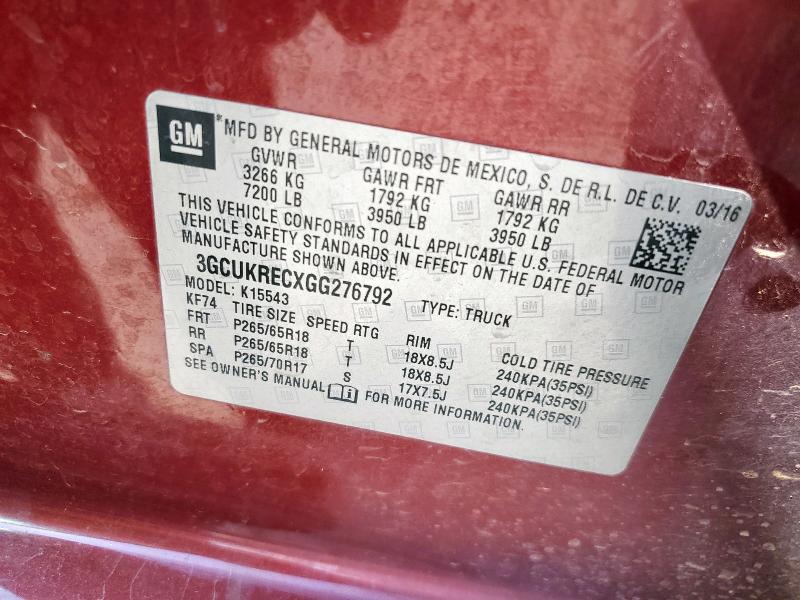 GM
*MFD BY GENERAL MOTORS DE MEXICO, S. DE R.L. DE C.V. 03/16
GVWR GAWR FRT GAWR RR
3266 KG 1792 KG 1792 KG
7200 LB 3950 LB 3950 LB
THIS VEHICLE CONFORMS TO ALL APPLICABLE U.S. FEDERAL MOTOR
VEHICLE SAFETY STANDARDS IN EFFECT ON THE DATE OF
MANUFACTURE SHOWN ABOVE.
3GCUKRECXGG276792 TYPE: TRUCK
MODEL: K15543
KF74 TIRE SIZE SPEED RTG RIM COLD TIRE PRESSURE
FRT P265/65R18 T 18X8.5J 240KPA(35PSI)
RR P265/65R18 T 18X8.5J 240KPA(35PSI)
SPA P265/70R17 S 17X7.5J 240KPA(35PSI)
SEE OWNER'S MANUAL FOR MORE INFORMATION.